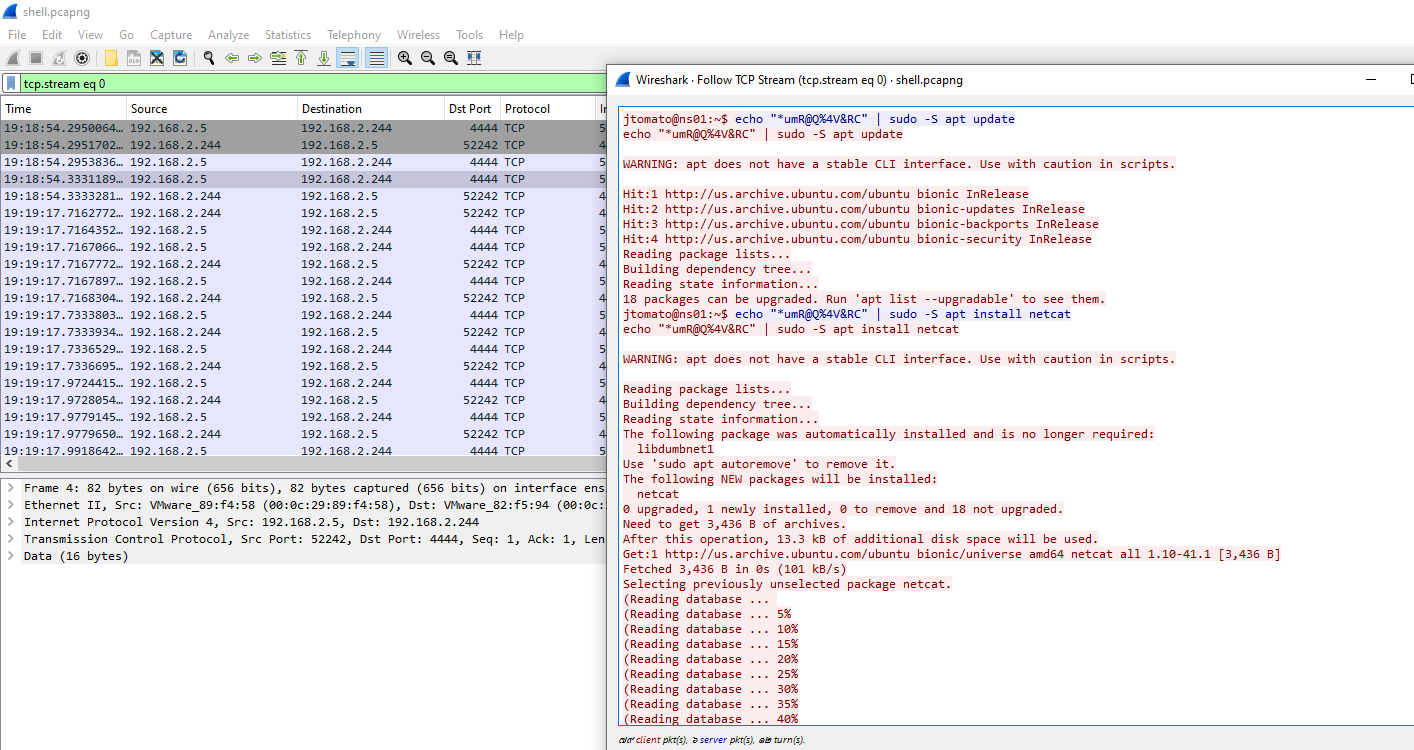 shell.pcapng
File Edit View Go Capture Analyze Statistics Telephony Wireless Tools Help
tcp.stream eq 0
Time Source Destination Dst Port Protocol
19:18:54.2950064… 192.168.2.5 192.168.2.244 4444 TCP
19:18:54.2951702… 192.168.2.244 192.168.2.5 52242 TCP
19:18:54.2953836… 192.168.2.5 192.168.2.244 4444 TCP
19:18:54.3331189… 192.168.2.5 192.168.2.244 4444 TCP
19:18:54.3333281… 192.168.2.244 192.168.2.5 52242 TCP
19:19:17.7162772… 192.168.2.244 192.168.2.5 52242 TCP
19:19:17.7164352… 192.168.2.5 192.168.2.244 4444 TCP
19:19:17.7167066… 192.168.2.5 192.168.2.244 4444 TCP
19:19:17.7167772… 192.168.2.244 192.168.2.5 52242 TCP
19:19:17.7167897… 192.168.2.5 192.168.2.244 4444 TCP
19:19:17.7168304… 192.168.2.244 192.168.2.5 52242 TCP
19:19:17.7333803… 192.168.2.5 192.168.2.244 4444 TCP
19:19:17.7333934… 192.168.2.244 192.168.2.5 52242 TCP
19:19:17.7336529… 192.168.2.5 192.168.2.244 4444 TCP
19:19:17.7336695… 192.168.2.244 192.168.2.5 52242 TCP
19:19:17.9724415… 192.168.2.5 192.168.2.244 4444 TCP
19:19:17.9728054… 192.168.2.244 192.168.2.5 52242 TCP
19:19:17.9779145… 192.168.2.5 192.168.2.244 4444 TCP
19:19:17.9779650… 192.168.2.244 192.168.2.5 52242 TCP
19:19:17.9918642… 192.168.2.5 192.168.2.244 4444 TCP
Frame 4: 82 bytes on wire (656 bits), 82 bytes captured (656 bits) on interface ens
Ethernet II, Src: VMware_89:f4:58 (00:0c:29:89:f4:58), Dst: VMware_82:f5:94 (00:0c:
Internet Protocol Version 4, Src: 192.168.2.5, Dst: 192.168.2.244
Transmission Control Protocol, Src Port: 52242, Dst Port: 4444, Seq: 1, Ack: 1, Len
Data (16 bytes)
Wireshark · Follow TCP Stream (tcp.stream eq 0) · shell.pcapng
jtomato@ns01:~$ echo "*umR@Q%4V&RC" | sudo -S apt update
echo "*umR@Q%4V&RC" | sudo -S apt update
WARNING: apt does not have a stable CLI interface. Use with caution in scripts.
Hit:1 http://us.archive.ubuntu.com/ubuntu bionic InRelease
Hit:2 http://us.archive.ubuntu.com/ubuntu bionic-updates InRelease
Hit:3 http://us.archive.ubuntu.com/ubuntu bionic-backports InRelease
Hit:4 http://us.archive.ubuntu.com/ubuntu bionic-security InRelease
Reading package lists...
Building dependency tree...
Reading state information...
18 packages can be upgraded. Run 'apt list --upgradable' to see them.
jtomato@ns01:~$ echo "*umR@Q%4V&RC" | sudo -S apt install netcat
echo "*umR@Q%4V&RC" | sudo -S apt install netcat
WARNING: apt does not have a stable CLI interface. Use with caution in scripts.
Reading package lists...
Building dependency tree...
Reading state information...
The following package was automatically installed and is no longer required:
libdumbnet1
Use 'sudo apt autoremove' to remove it.
The following NEW packages will be installed:
netcat
0 upgraded, 1 newly installed, 0 to remove and 18 not upgraded.
Need to get 3,436 B of archives.
After this operation, 13.3 kB of additional disk space will be used.
Get:1 http://us.archive.ubuntu.com/ubuntu bionic/universe amd64 netcat all 1.10-41.1 [3,436 B]
Fetched 3,436 B in 0s (101 kB/s)
Selecting previously unselected package netcat.
(Reading database ...
(Reading database ... 5%
(Reading database ... 10%
(Reading database ... 15%
(Reading database ... 20%
(Reading database ... 25%
(Reading database ... 30%
(Reading database ... 35%
(Reading database ... 40%
client pkt(s), server pkt(s), turn(s).